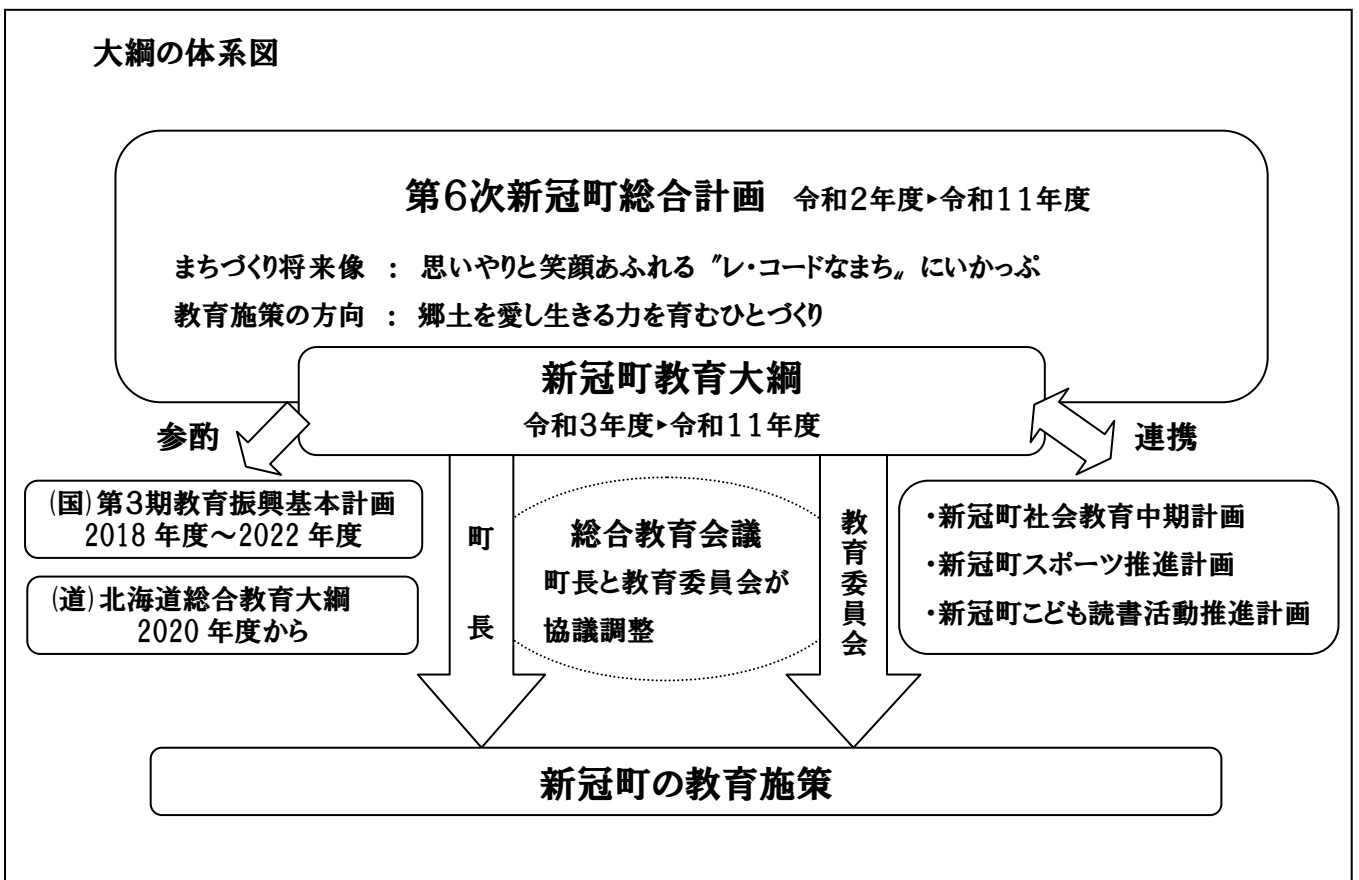 大綱の体系図
第6次新冠町総合計画 令和2年度▸令和11年度
まちづくり将来像 : 思いやりと笑顔あふれる 〝レ・コードなまち〟にいかっぷ
教育施策の方向 : 郷土を愛し生きる力を育むひとづくり
新冠町教育大綱
令和3年度▸令和11年度
参酌
連携
(国)第3期教育振興基本計画
2018 年度~2022 年度
(道)北海道総合教育大綱
2020 年度から
町長
総合教育会議
町長と教育委員会が
協議調整
教育委員会
・新冠町社会教育中期計画
・新冠町スポーツ推進計画
・新冠町こども読書活動推進計画
新冠町の教育施策